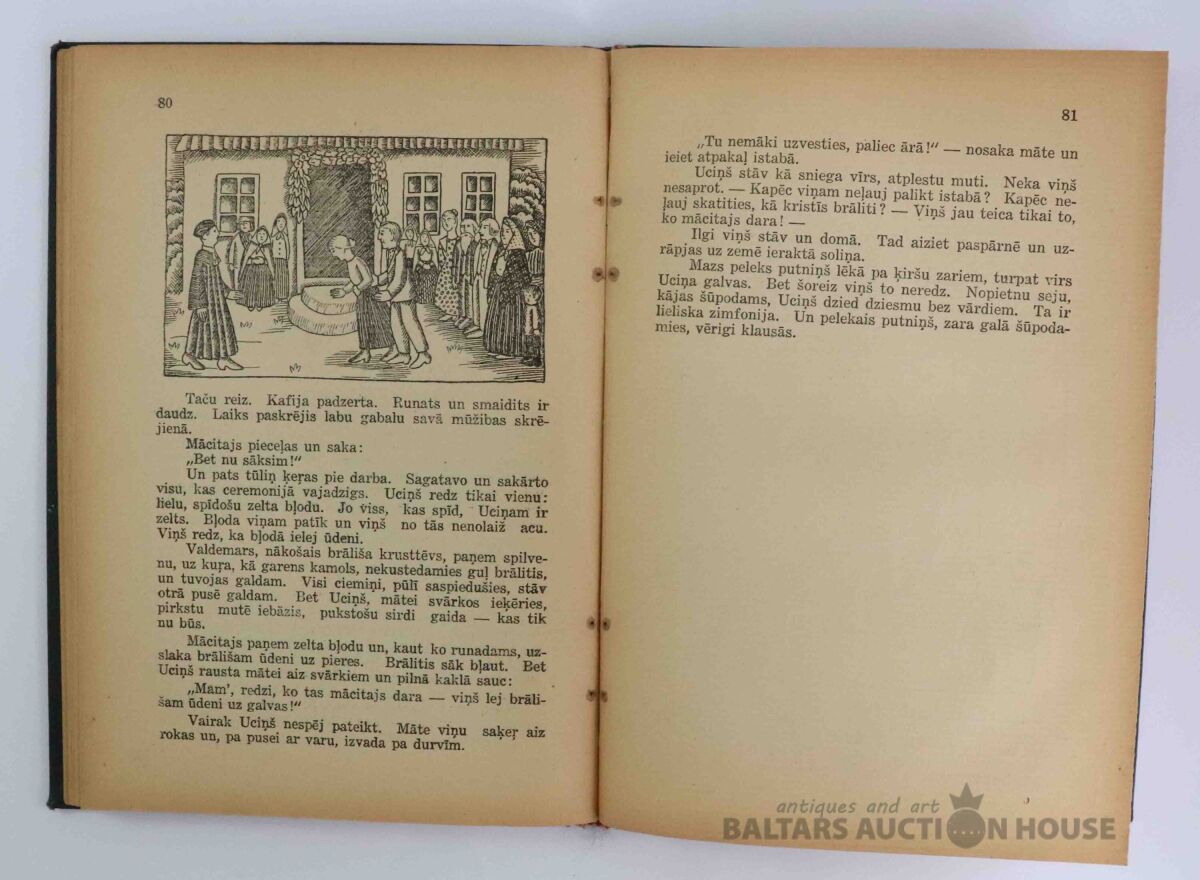 80
Taču reiz. Kafija padzerta. Runats un smaidits ir
daudz. Laiks paskrējis labu gabalu savā mūžibas skrē-
jienā.
Mācitajs pieceļas un saka:
„Bet nu sāksim!"
Un pats tūliņ ķeŗas pie darba. Sagatavo un sakārto
visu, kas ceremonijā vajadzigs. Uciņš redz tikai vienu:
lielu, spīdošu zelta bļodu. Jo viss, kas spīd, Uciņam ir
zelts. Bļoda viņam patīk un viņš no tās nenolaiž acu.
Viņš redz, ka bļodā ielej ūdeni.
Valdemars, nākošais brāliša krusttēvs, paņem spilve-
nu, uz kuŗa, kā garens kamols, nekustedamies guļ brālitis,
un tuvojas galdam. Visi ciemiņi, pūlī saspiedušies, stāv
otrā pusē galdam. Bet Uciņš, mātei svārkos ieķēries,
pirkstu mutē iebāzis, pukstošu sirdi gaida — kas tik
nu būs.
Mācitajs paņem zelta bļodu un, kaut ko runadams, uz-
slaka brālišam ūdeni uz pieres. Brālitis sāk bļaut. Bet
Uciņš rausta mātei aiz svārkiem un pilnā kaklā sauc:
„Mam', redzi, ko tas mācitajs dara — viņš lej brāli-
šam ūdeni uz galvas!"
Vairak Uciņš nespēj pateikt. Māte viņu saķeŗ aiz
rokas un, pa pusei ar varu, izvada pa durvīm.
81
„Tu nemāki uzvesties, paliec ārā!" — nosaka māte un
ieiet atpakaļ istabā.
Uciņš stāv kā sniega vīrs, atplestu muti. Neka viņš
nesaprot. — Kapēc viņam neļauj palikt istabā? Kapēc ne-
ļauj skatities, kā kristīs brāliti? — Viņš jau teica tikai to,
ko mācitajs dara! —
Ilgi viņš stāv un domā. Tad aiziet paspārnē un uz-
rāpjas uz zemē ieraktā soliņa.
Mazs peleks putniņš lēkā pa ķiršu zariem, turpat virs
Uciņa galvas. Bet šoreiz viņš to neredz. Nopietnu seju,
kājas šūpodams, Uciņš dzied dziesmu bez vārdiem. Ta ir
lieliska zimfonija. Un pelekais putniņš, zara galā šūpoda-
mies, vērigi klausās.
antiques and art
BALTARS AUCTION HOUSE